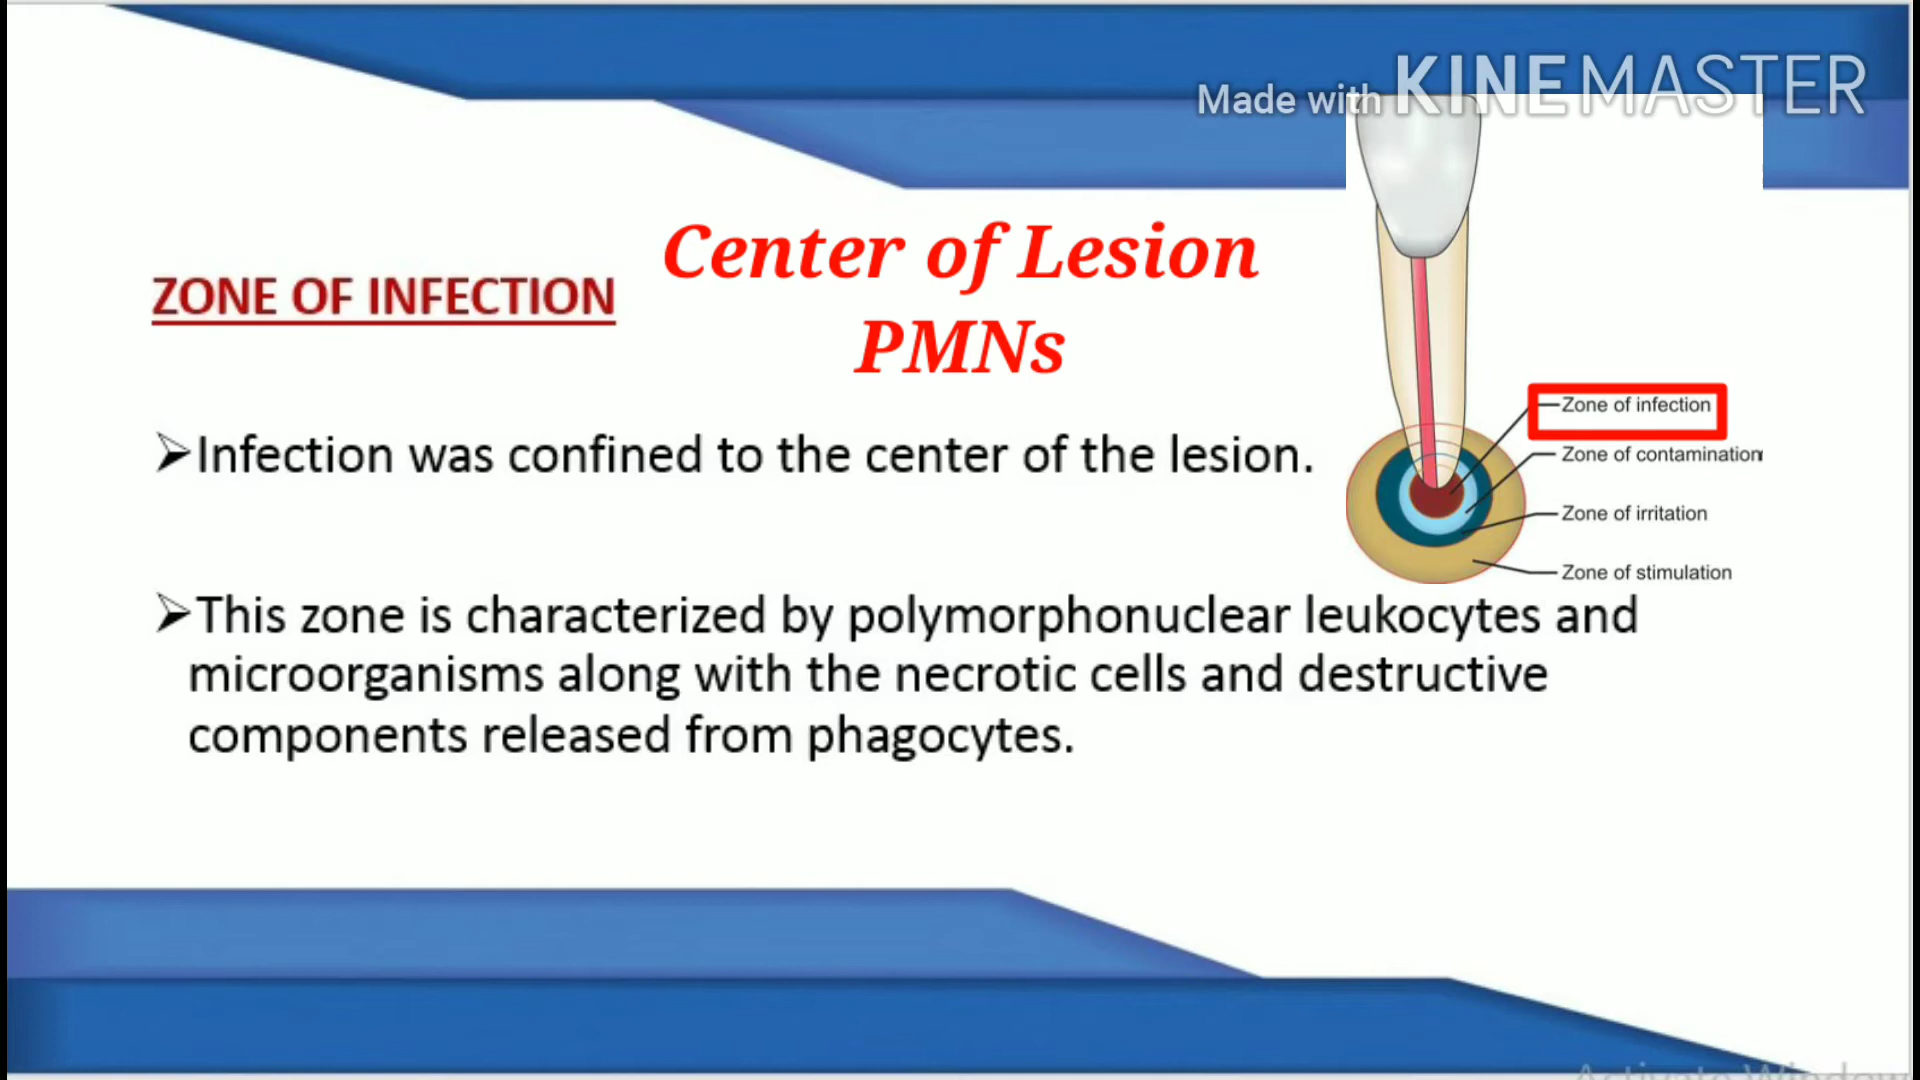 Made with KINEMASTER
Center of Lesion
PMNs
ZONE OF INFECTION
Zone of infection
Zone of contamination
Zone of irritation
Zone of stimulation
➢Infection was confined to the center of the lesion.
➢This zone is characterized by polymorphonuclear leukocytes and
microorganisms along with the necrotic cells and destructive
components released from phagocytes.